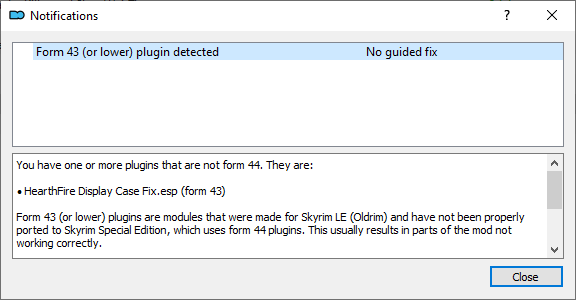 Notifications
Form 43 (or lower) plugin detected No guided fix
You have one or more plugins that are not form 44. They are:
• HearthFire Display Case Fix.esp (form 43)
Form 43 (or lower) plugins are modules that were made for Skyrim LE (Oldrim) and have not been properly
ported to Skyrim Special Edition, which uses form 44 plugins. This usually results in parts of the mod not
working correctly.
Close